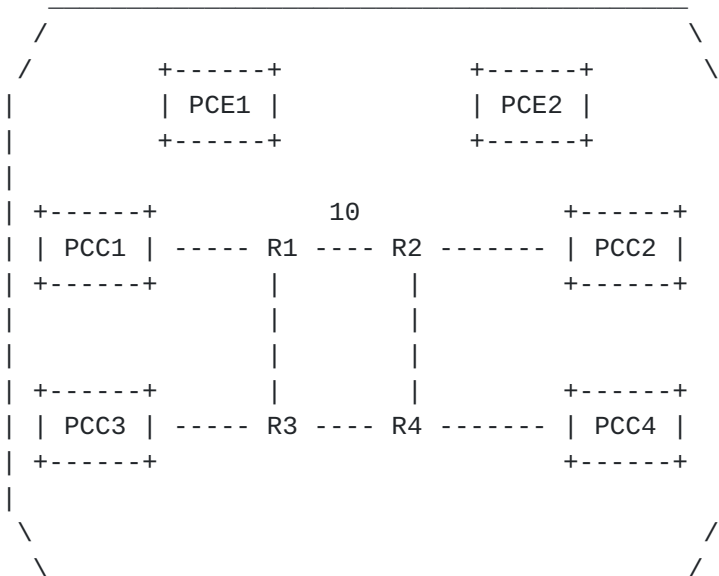 PCE1 PCE2
10
PCC1 ----- R1 ---- R2 ------- PCC2
PCC3 ----- R3 ---- R4 ------- PCC4